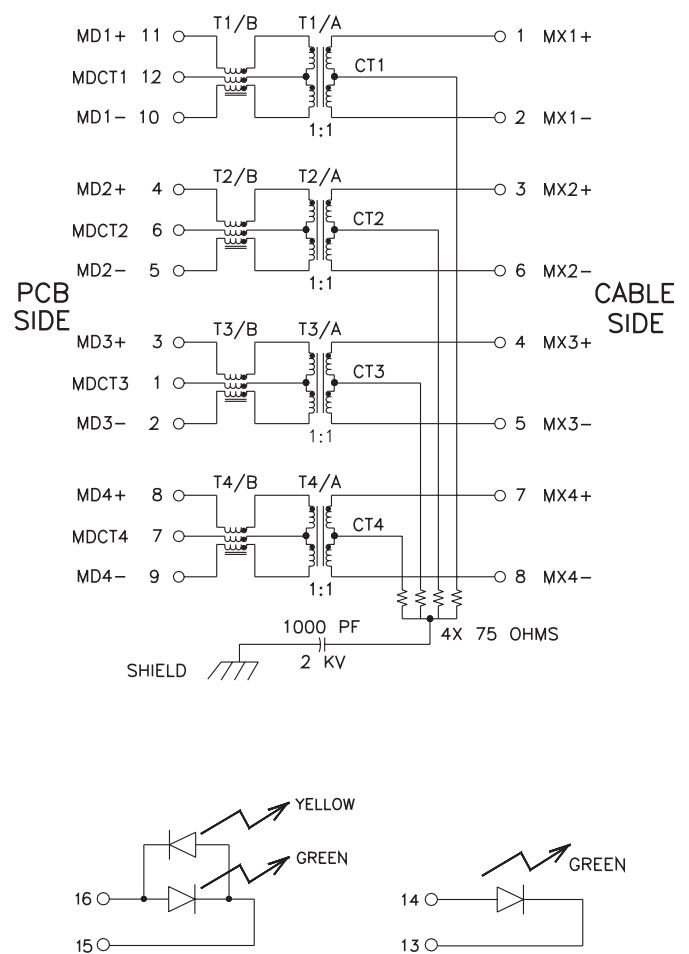 T1/B T1/A
MD1+ 11 1 MX1+
CT1
MDCT1 12
MD1- 10 2 MX1-
1:1
T2/B T2/A
MD2+ 4 3 MX2+
CT2
MDCT2 6
MD2- 5 6 MX2-
1:1
PCB
SIDE
CABLE
SIDE
T3/B T3/A
MD3+ 3 4 MX3+
CT3
MDCT3 1
MD3- 2 5 MX3-
1:1
T4/B T4/A
MD4+ 8 7 MX4+
CT4
MDCT4 7
MD4- 9 8 MX4-
1:1
1000 PF
4X 75 OHMS
2 KV
SHIELD
YELLOW
GREEN
GREEN
16 14
15 13